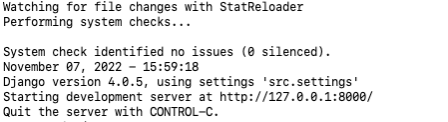 Watching for file changes with StatReloader
Performing system checks...
System check identified no issues (0 silenced).
November 07, 2022 - 15:59:18
Django version 4.0.5, using settings 'src.settings'
Starting development server at http://127.0.0.1:8000/
Quit the server with CONTROL-C.